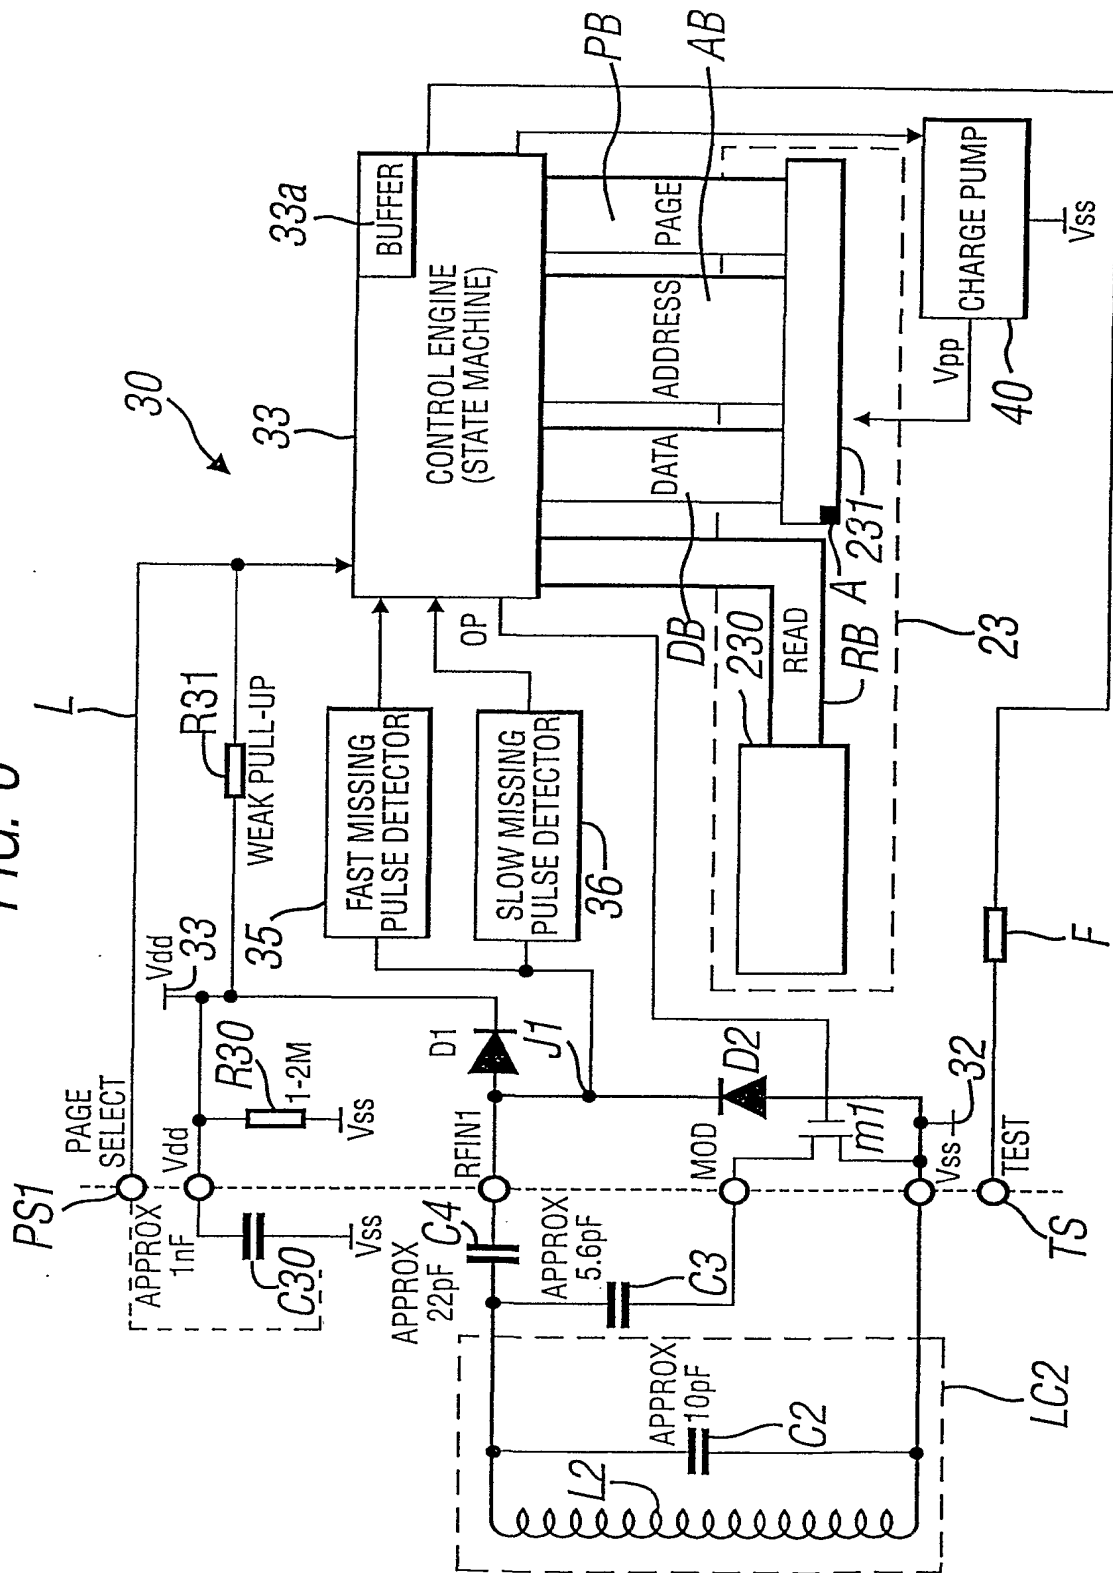 30
L
R31
WEAK PULL-UP
33
33a
BUFFER
CONTROL ENGINE
(STATE MACHINE)
PB
AB
PAGE
ADDRESS
DATA
DB
READ
RB
230
A
231
23
CHARGE PUMP
Vpp
40
Vss
OP
FAST MISSING
PULSE DETECTOR
35
SLOW MISSING
PULSE DETECTOR
36
Vdd
33
R30
1-2M
Vss
D1
J1
D2
m1
32
F
PS1
PAGE
SELECT
Vdd
RFIN1
MOD
Vss
TEST
TS
APPROX
1nF
C30
Vss
APPROX
22pF
C4
APPROX
5.6pF
C3
APPROX
10pF
C2
L2
LC2